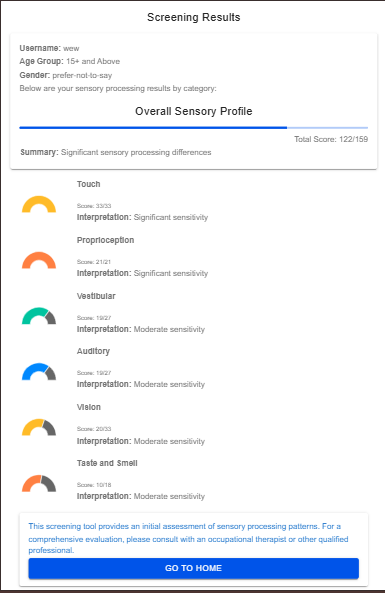 Screening Results
Username: wew
Age Group: 15+ and Above
Gender: prefer-not-to-say
Below are your sensory processing results by category:
Overall Sensory Profile
Total Score: 122/159
Summary: Significant sensory processing differences
Touch
Score: 33/33
Interpretation: Significant sensitivity
Proprioception
Score: 21/21
Interpretation: Significant sensitivity
Vestibular
Score: 19/27
Interpretation: Moderate sensitivity
Auditory
Score: 19/27
Interpretation: Moderate sensitivity
Vision
Score: 20/33
Interpretation: Moderate sensitivity
Taste and Smell
Score: 10/18
Interpretation: Moderate sensitivity
This screening tool provides an initial assessment of sensory processing patterns. For a
comprehensive evaluation, please consult with an occupational therapist or other qualified
professional.
GO TO HOME